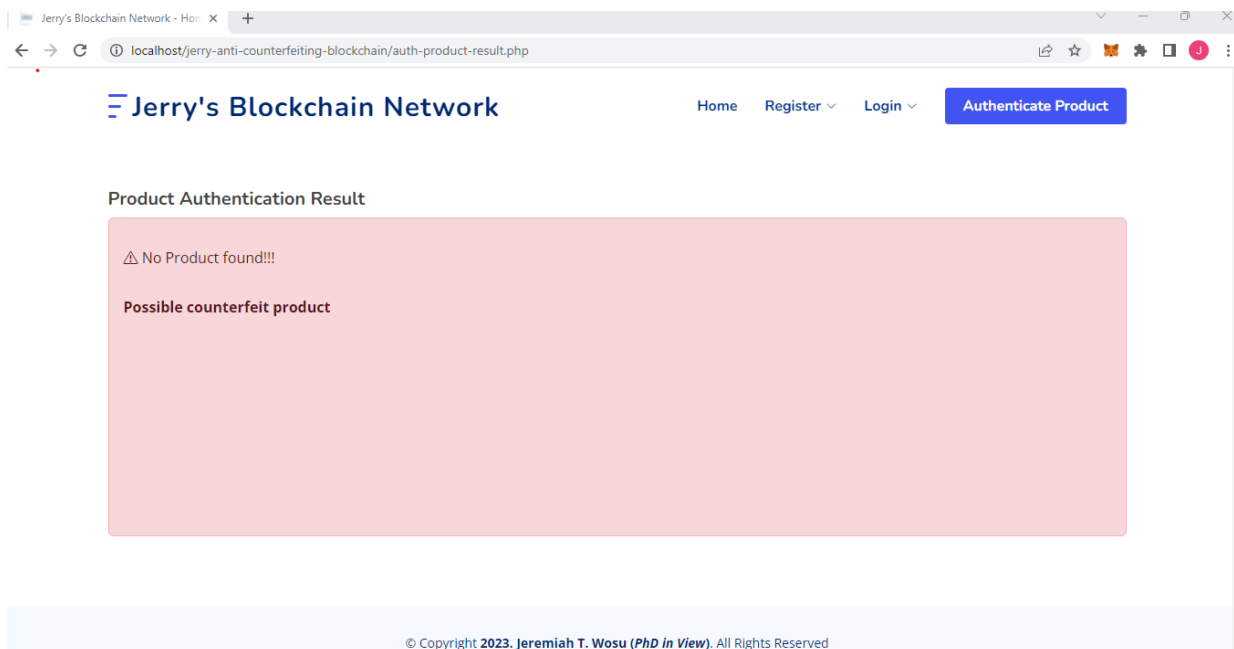 Jerry's Blockchain Network - Hom
localhost/jerry-anti-counterfeiting-blockchain/auth-product-result.php
J
Jerry's Blockchain Network
Home Register Login Authenticate Product
Product Authentication Result
⚠ No Product found!!!
Possible counterfeit product
© Copyright 2023. Jeremiah T. Wosu (PhD in View). All Rights Reserved